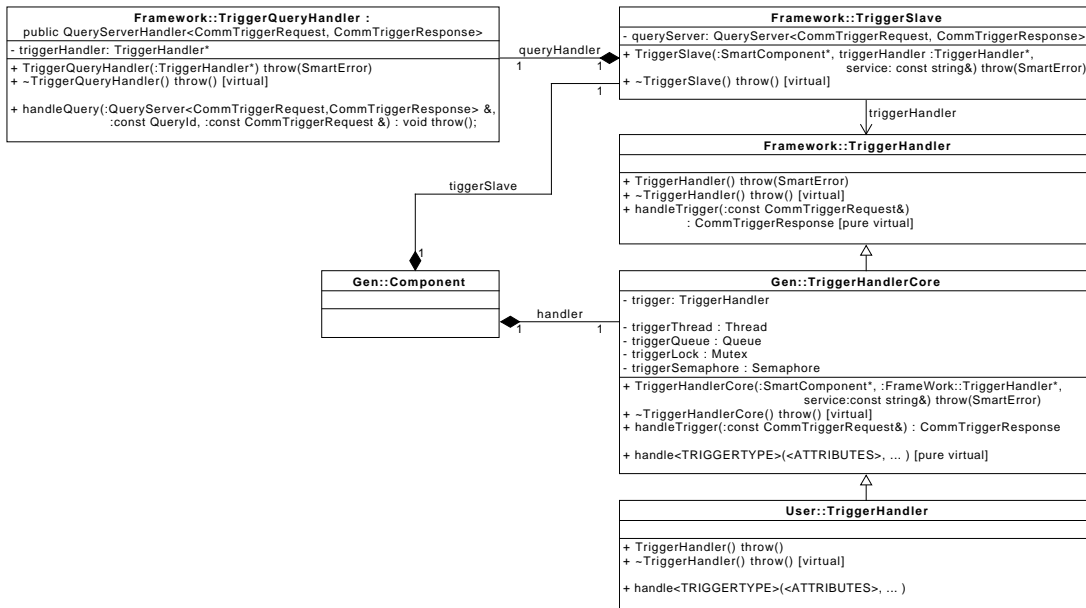 Framework::TriggerQueryHandler :
public QueryServerHandler<CommTriggerRequest, CommTriggerResponse>
- triggerHandler: TriggerHandler*
+ TriggerQueryHandler(:TriggerHandler*) throw(SmartError)
+ ~TriggerQueryHandler() throw() [virtual]
+ handleQuery(:QueryServer<CommTriggerRequest,CommTriggerResponse> &,
:const QueryId, :const CommTriggerRequest &) : void throw();
queryHandler
1
1
Framework::TriggerSlave
- queryServer: QueryServer<CommTriggerRequest, CommTriggerResponse>
+ TriggerSlave(:SmartComponent*, triggerHandler :TriggerHandler*,
service: const string&) throw(SmartError)
+ ~TriggerSlave() throw() [virtual]
1
triggerHandler
Framework::TriggerHandler
+ TriggerHandler() throw(SmartError)
+ ~TriggerHandler() throw() [virtual]
+ handleTrigger(:const CommTriggerRequest&)
: CommTriggerResponse [pure virtual]
tiggerSlave
1
Gen::Component
handler
1
1
Gen::TriggerHandlerCore
- trigger: TriggerHandler
- triggerThread : Thread
- triggerQueue : Queue
- triggerLock : Mutex
- triggerSemaphore : Semaphore
+ TriggerHandlerCore(:SmartComponent*, :FrameWork::TriggerHandler*,
service:const string&) throw(SmartError)
+ ~TriggerHandlerCore() throw() [virtual]
+ handleTrigger(:const CommTriggerRequest&) : CommTriggerResponse
+ handle<TRIGGERTYPE>(<ATTRIBUTES>, ... ) [pure virtual]
User::TriggerHandler
+ TriggerHandler() throw()
+ ~TriggerHandler() throw() [virtual]
+ handle<TRIGGERTYPE>(<ATTRIBUTES>, ... )